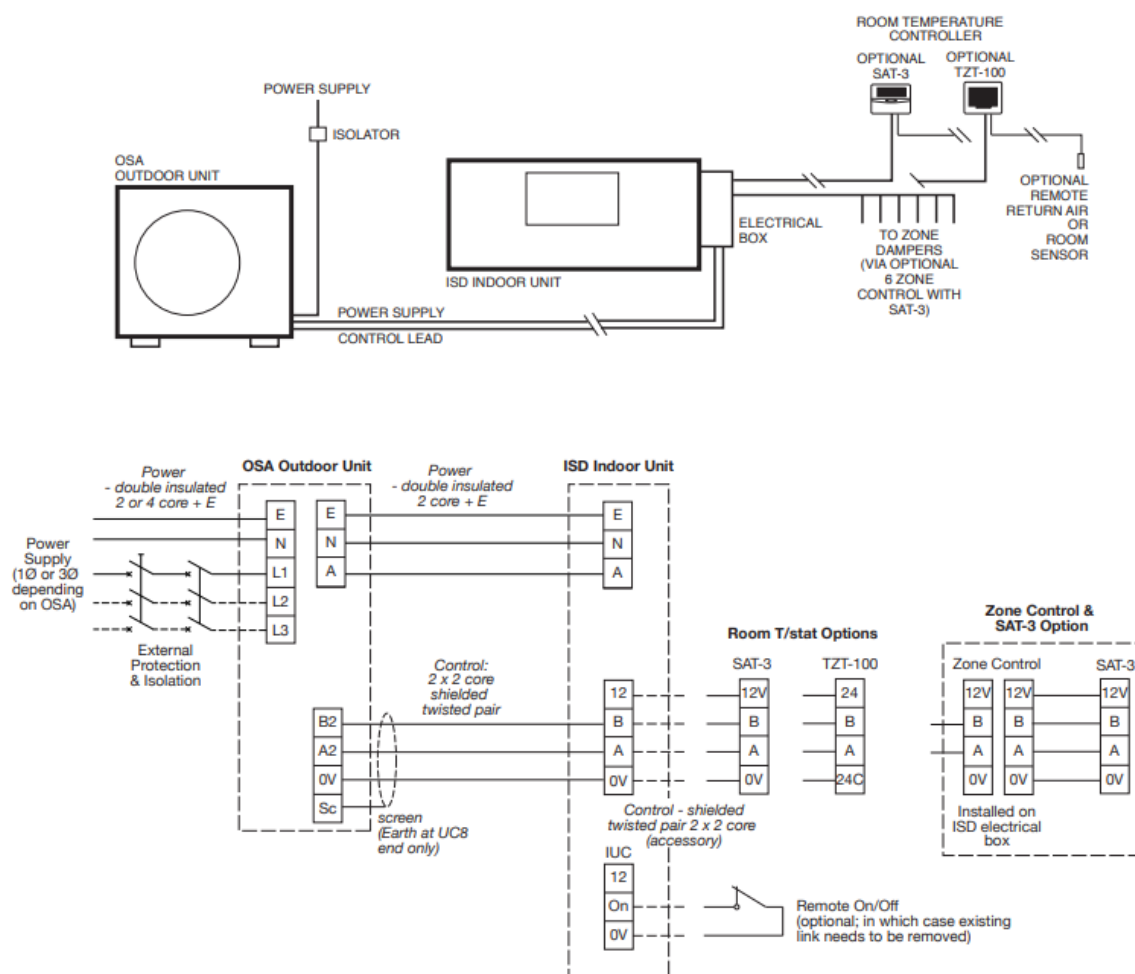 ROOM TEMPERATURE
CONTROLLER
OPTIONAL
SAT-3
OPTIONAL
TZT-100
POWER SUPPLY
ISOLATOR
OSA
OUTDOOR UNIT
ELECTRICAL
BOX
ISD INDOOR UNIT
TO ZONE
DAMPERS
(VIA OPTIONAL
6 ZONE
CONTROL WITH
SAT-3)
OPTIONAL
REMOTE
RETURN AIR
OR
ROOM
SENSOR
POWER SUPPLY
CONTROL LEAD
Power
- double insulated
2 or 4 core + E
OSA Outdoor Unit
Power
- double insulated
2 core + E
ISD Indoor Unit
Power
Supply
(1Ø or 3Ø
depending
on OSA)
E
N
L1
L2
L3
E
N
A
E
N
A
External
Protection
& Isolation
Control:
2 x 2 core
shielded
twisted pair
B2
A2
0V
Sc
screen
(Earth at UC8
end only)
12
B
A
0V
Room T/stat Options
SAT-3
12V
B
A
0V
TZT-100
24
B
A
24C
Control - shielded
twisted pair 2 x 2 core
(accessory)
Zone Control &
SAT-3 Option
Zone Control
12V
B
A
0V
12V
B
A
0V
SAT-3
12V
B
A
0V
Installed on
ISD electrical
box
IUC
12
On
0V
Remote On/Off
(optional; in which case existing
link needs to be removed)